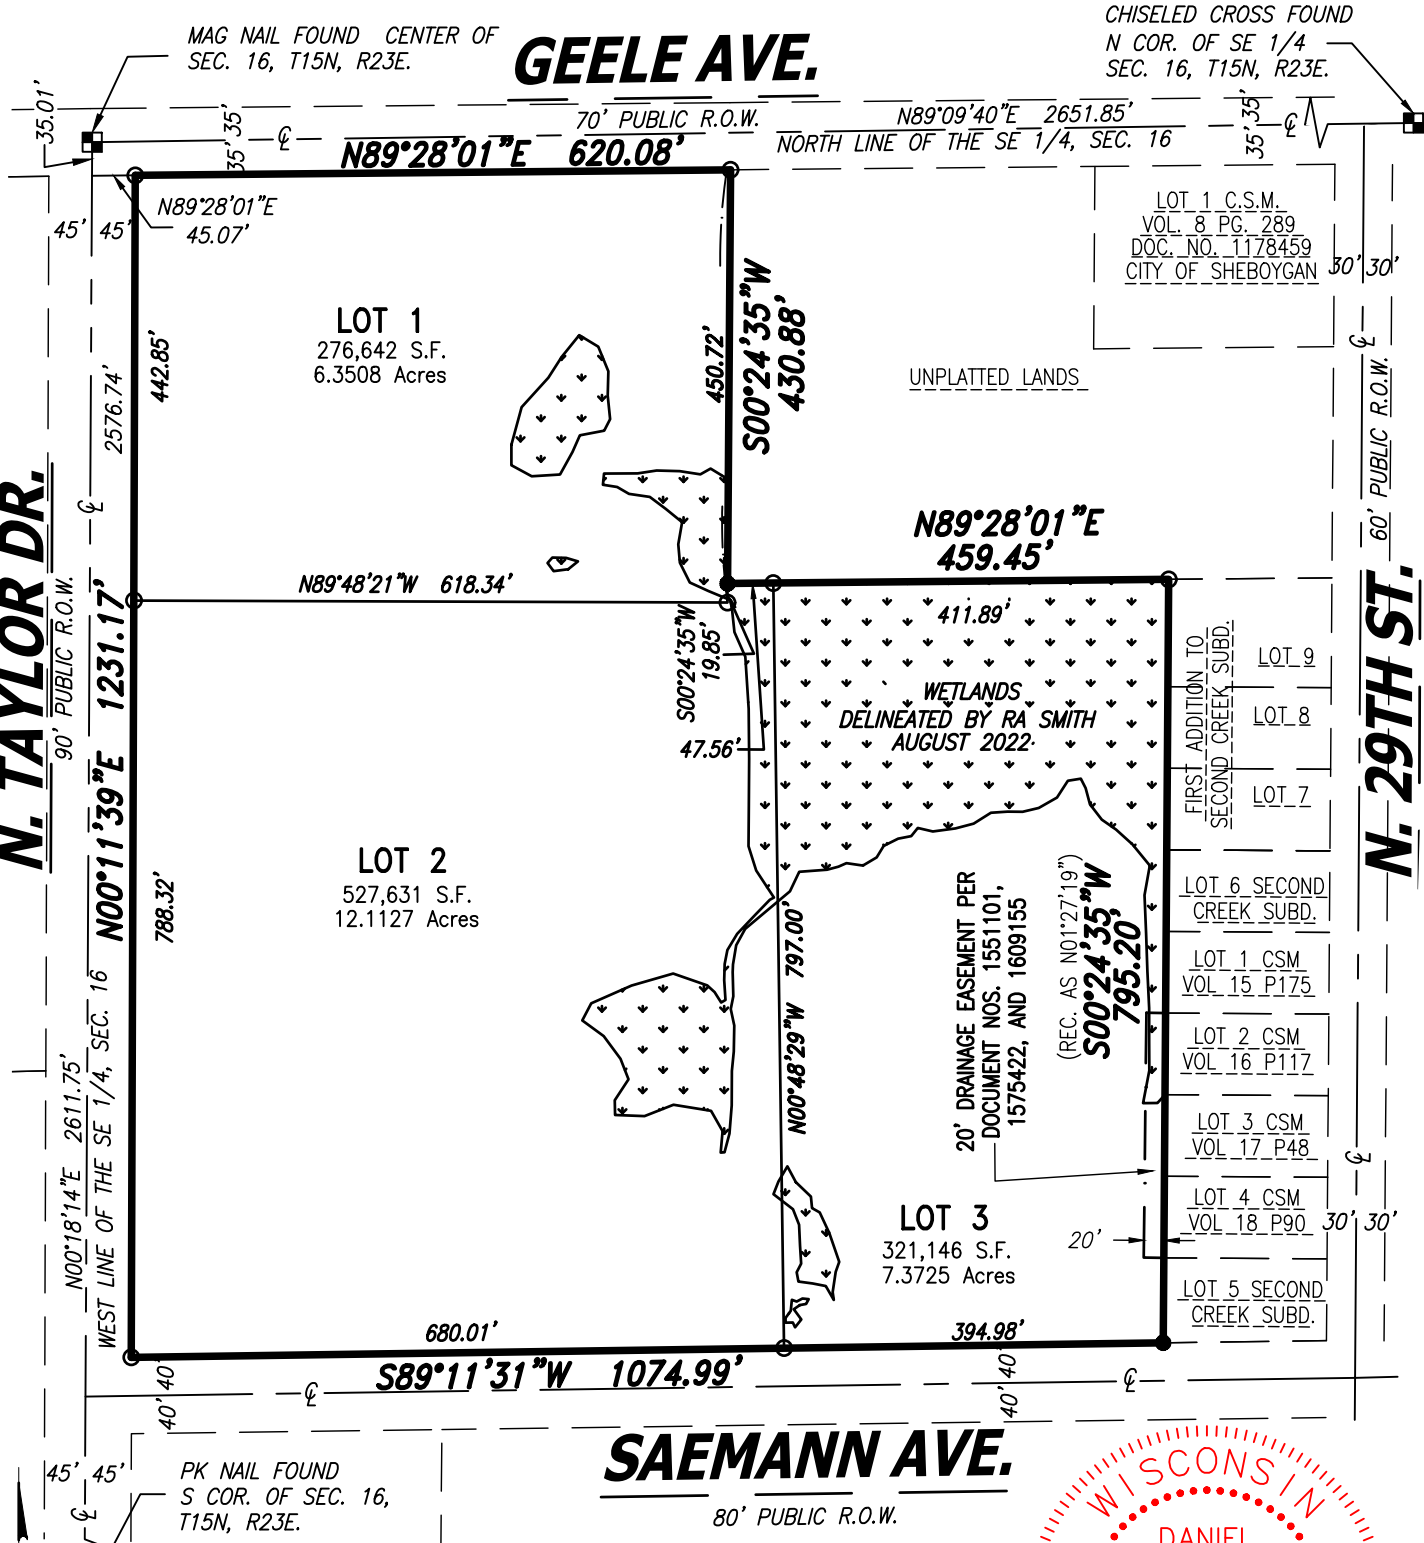 MAG NAIL FOUND CENTER OF
SEC. 16, T15N, R23E.
GEELE AVE.
CHISELED CROSS FOUND
N COR. OF SE 1/4
SEC. 16, T15N, R23E.
35.01'
35' 35'
℄
70' PUBLIC R.O.W.
N89°09'40"E 2651.85'
NORTH LINE OF THE SE 1/4, SEC. 16
35' 35'
℄
N89°28'01"E 620.08'
N89°28'01"E
45.07'
45' 45'
LOT 1 C.S.M.
VOL. 8 PG. 289
DOC. NO. 1178459
CITY OF SHEBOYGAN
30' 30'
℄
LOT 1
276,642 S.F.
6.3508 Acres
442.85'
2576.74'
450.72'
S00°24'35"W
430.88'
UNPLATTED LANDS
60' PUBLIC R.O.W.
N. TAYLOR DR.
℄
90' PUBLIC R.O.W.
N00°11'39"E 1231.17'
N89°28'01"E
459.45'
N89°48'21"W 618.34'
411.89'
S00°24'35"W
19.85'
47.56'
WETLANDS
DELINEATED BY RA SMITH
AUGUST 2022
FIRST ADDITION TO
SECOND CREEK SUBD.
LOT 9
LOT 8
LOT 7
N. 29TH ST.
LOT 2
527,631 S.F.
12.1127 Acres
788.32'
797.00'
N00°48'29"W
20' DRAINAGE EASEMENT PER
DOCUMENT NOS. 1551101,
1575422, AND 1609155
(REC. AS N01°27'19")
S00°24'35"W
795.20'
LOT 6 SECOND
CREEK SUBD.
LOT 1 CSM
VOL 15 P175
LOT 2 CSM
VOL 16 P117
LOT 3 CSM
VOL 17 P48
LOT 4 CSM
VOL 18 P90
30' 30'
℄
LOT 5 SECOND
CREEK SUBD.
N00°18'14"E 2611.75'
WEST LINE OF THE SE 1/4, SEC. 16
LOT 3
321,146 S.F.
7.3725 Acres
20'
680.01'
394.98'
S89°11'31"W 1074.99'
40' 40'
℄
40' 40'
℄
SAEMANN AVE.
80' PUBLIC R.O.W.
45' 45'
℄
PK NAIL FOUND
S COR. OF SEC. 16,
T15N, R23E.
WISCONSIN
DANIEL